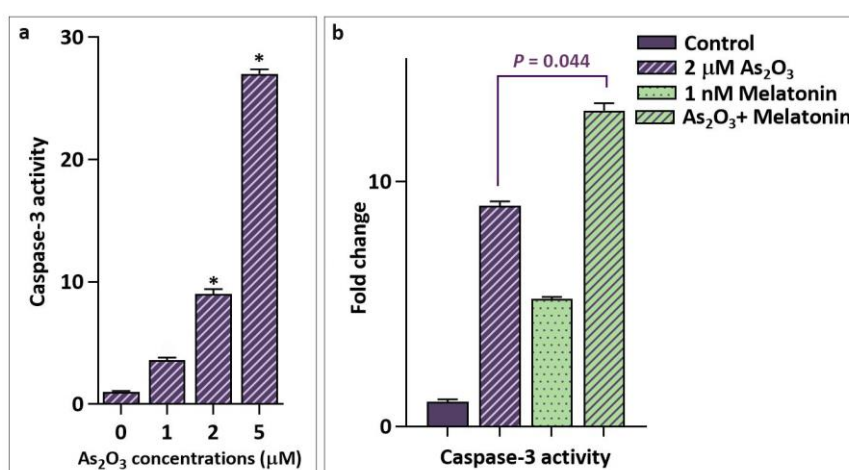 a
30
20
10
0
Caspase-3 activity
*
*
0 1 2 5
As₂O₃ concentrations (μM)
b
Control
2 μM As₂O₃
1 nM Melatonin
As₂O₃+ Melatonin
P = 0.044
10
0
Fold change
Caspase-3 activity